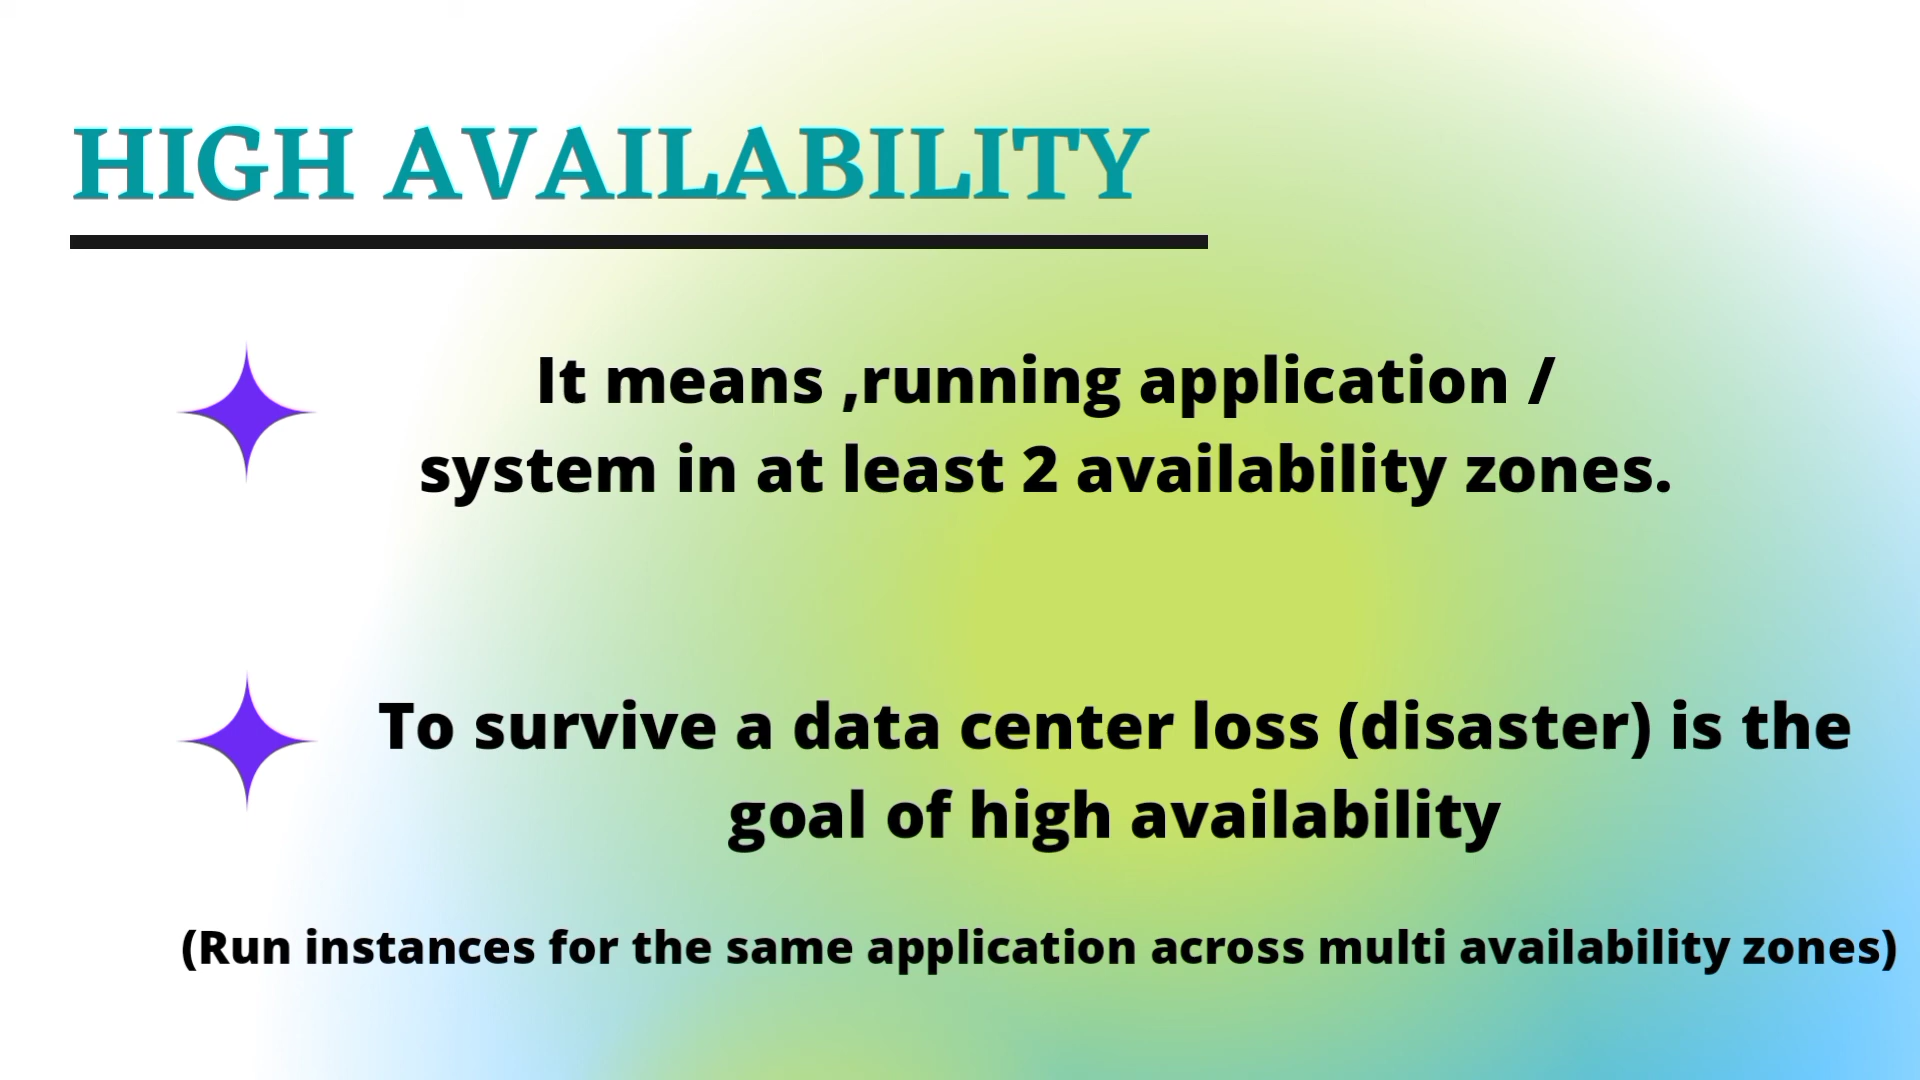 HIGH AVAILABILITY
It means ,running application /
system in at least 2 availability zones.
To survive a data center loss (disaster) is the
goal of high availability
(Run instances for the same application across multi availability zones)